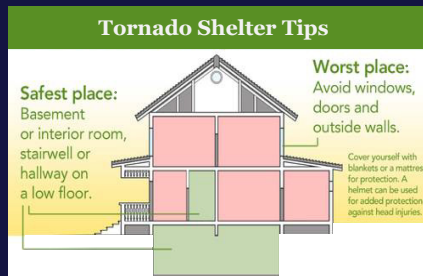 Tornado Shelter Tips
Safest place:
Basement
or interior room,
stairwell or
hallway on
a low floor.
Worst place:
Avoid windows,
doors and
outside walls.
Cover yourself with
blankets or a mattres
for protection. A
helmet can be used
for added protection
against head injuries.